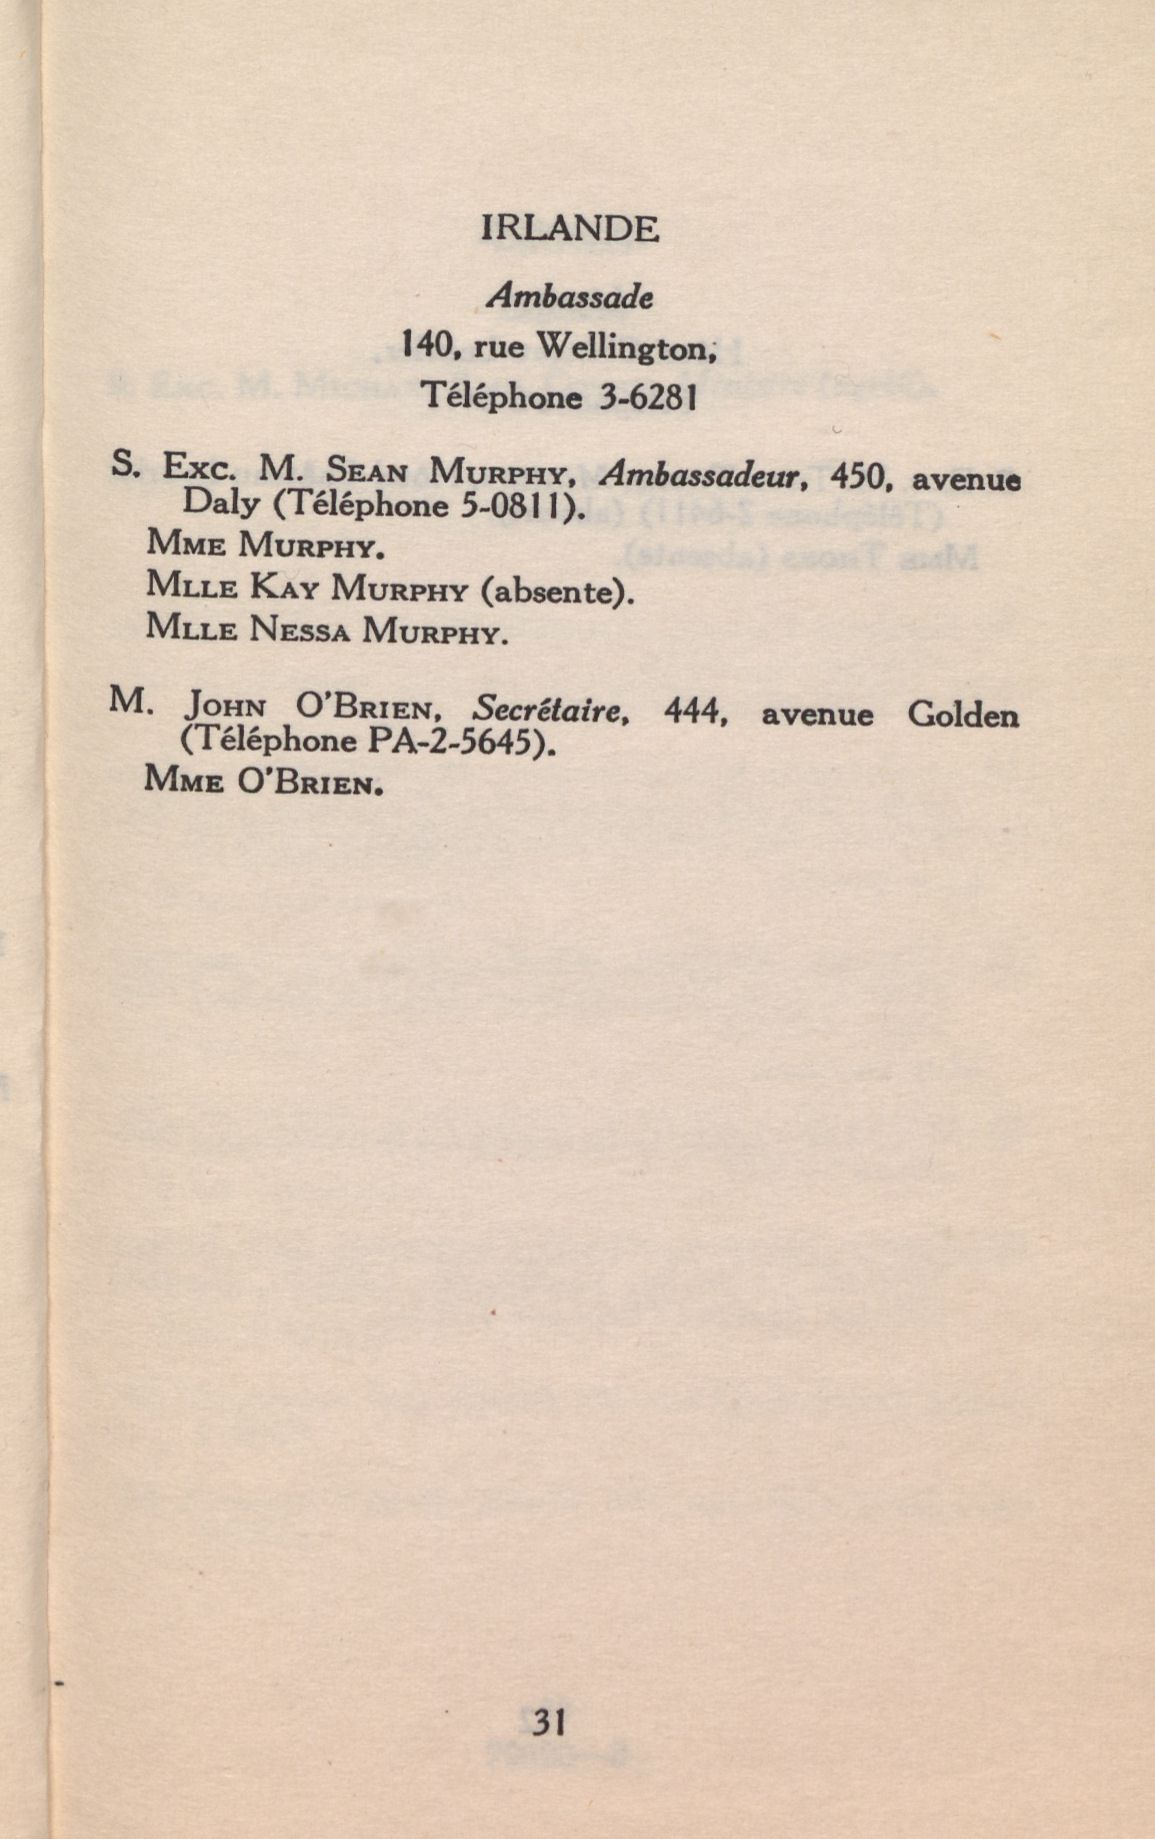 IRLANDE
Ambassade
140, rue Wellington,
Téléphone 3-6281
S. Exc. M. Sean Murphy, Ambassadeur, 450, avenue
Daly (Téléphone 5-0811).
Mme Murphy.
Mlle Kay Murphy (absente).
Mlle Nessa Murphy.
M. John O'Brien, Secrétaire, 444, avenue Golden
(Téléphone PA-2-5645).
Mme O'Brien.
31